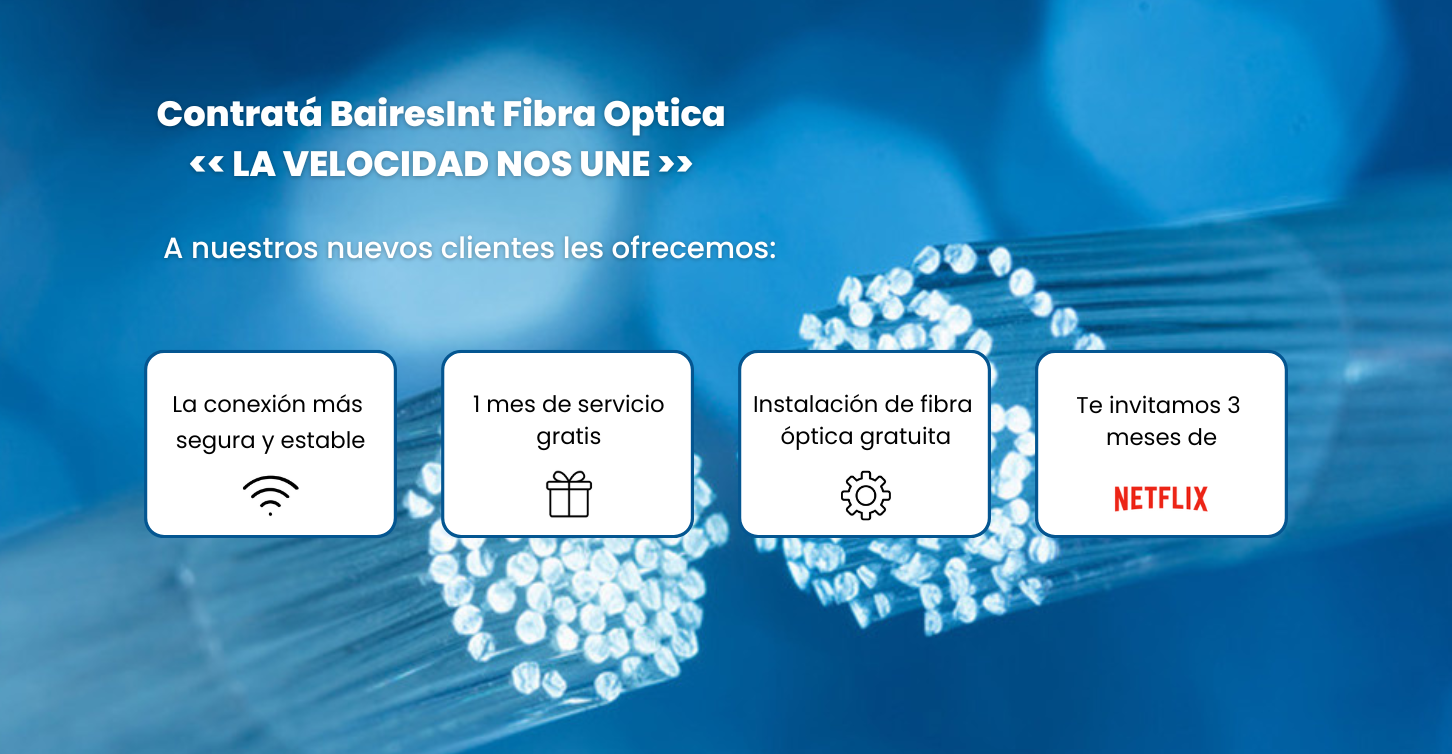 Contratá BairesInt Fibra Optica
<< LA VELOCIDAD NOS UNE >>
A nuestros nuevos clientes les ofrecemos:
La conexión más
segura y estable
1 mes de servicio
gratis
Instalación de fibra
óptica gratuita
Te invitamos 3
meses de
NETFLIX